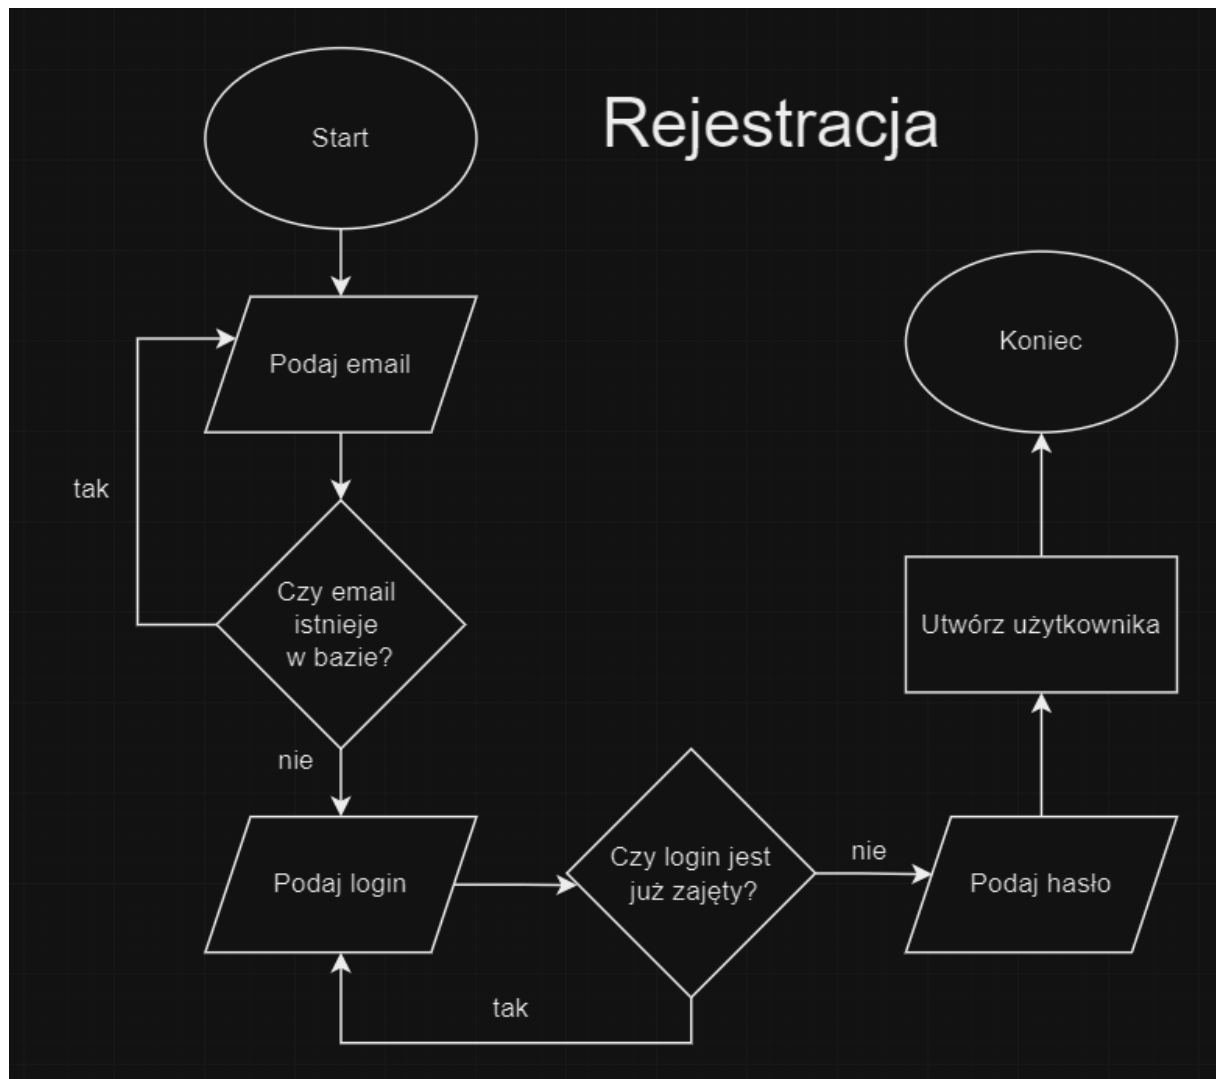 Rejestracja
Start
Podaj email
tak
Czy email
istnieje
w bazie?
nie
Podaj login
Czy login jest
już zajęty?
tak
nie
Podaj hasło
Utwórz użytkownika
Koniec